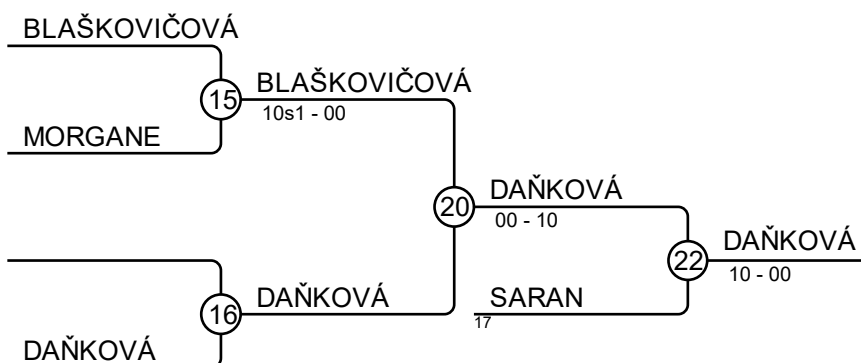 BLAŠKOVIČOVÁ
15
BLAŠKOVIČOVÁ
10s1 - 00
MORGANE
20
DAŇKOVÁ
00 - 10
22
DAŇKOVÁ
10 - 00
16
DAŇKOVÁ
SARAN
17
DAŇKOVÁ